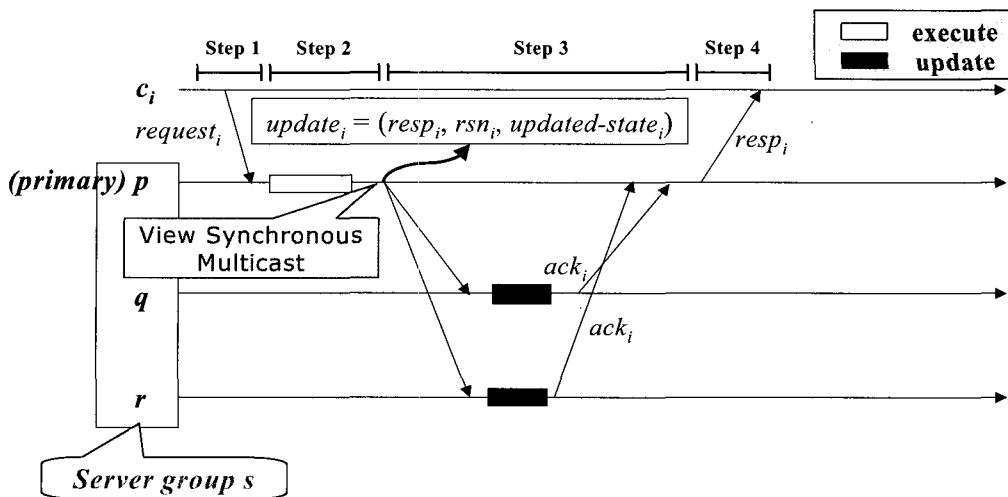 Step 1 Step 2 Step 3 Step 4
execute
update
c_i
request_i
update_i = (resp_i, rsn_i, updated-state_i)
resp_i
(primary) p
View Synchronous
Multicast
ack_i
q
ack_i
r
Server group s